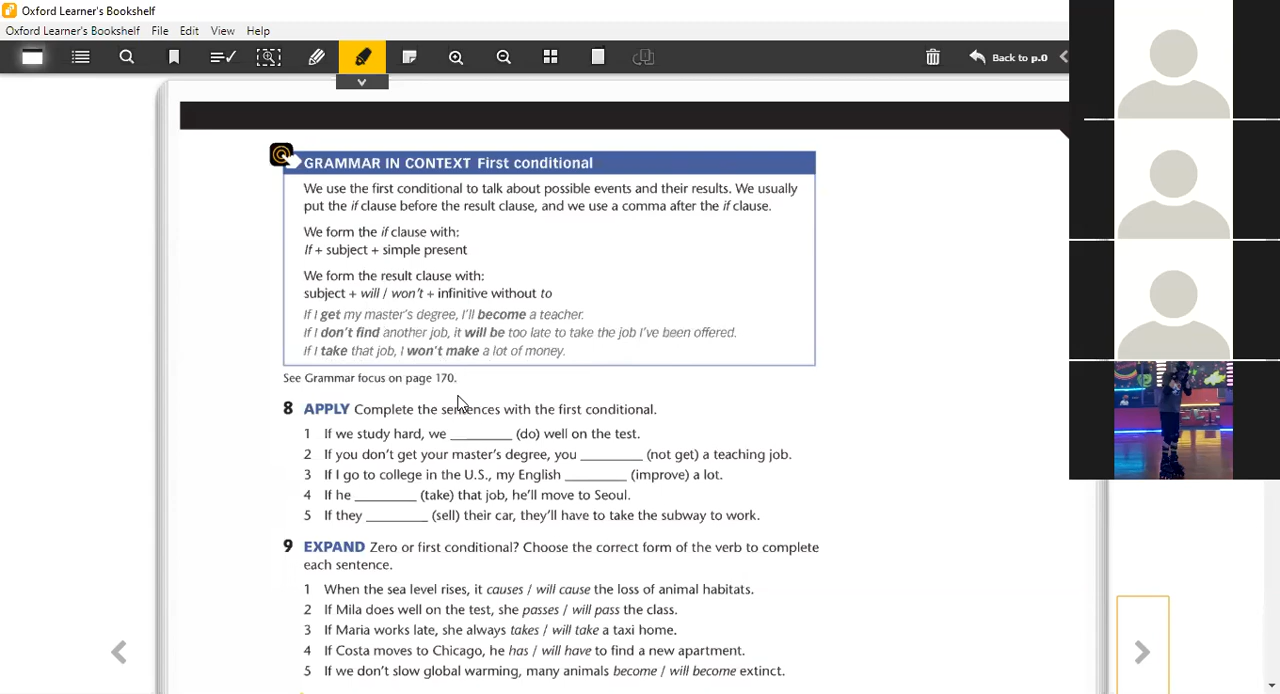 Oxford Learner's Bookshelf
Oxford Learner's Bookshelf File Edit View Help
Back to p.0
GRAMMAR IN CONTEXT First conditional
We use the first conditional to talk about possible events and their results. We usually
put the if clause before the result clause, and we use a comma after the if clause.
We form the if clause with:
If + subject + simple present
We form the result clause with:
subject + will / won't + infinitive without to
If I get my master's degree, I'll become a teacher.
If I don't find another job, it will be too late to take the job I've been offered.
If I take that job, I won't make a lot of money.
See Grammar focus on page 170.
8 APPLY Complete the sentences with the first conditional.
1 If we study hard, we ________ (do) well on the test.
2 If you don't get your master's degree, you ________ (not get) a teaching job.
3 If I go to college in the U.S., my English ________ (improve) a lot.
4 If he ________ (take) that job, he'll move to Seoul.
5 If they ________ (sell) their car, they'll have to take the subway to work.
9 EXPAND Zero or first conditional? Choose the correct form of the verb to complete
each sentence.
1 When the sea level rises, it causes / will cause the loss of animal habitats.
2 If Mila does well on the test, she passes / will pass the class.
3 If Maria works late, she always takes / will take a taxi home.
4 If Costa moves to Chicago, he has / will have to find a new apartment.
5 If we don't slow global warming, many animals become / will become extinct.